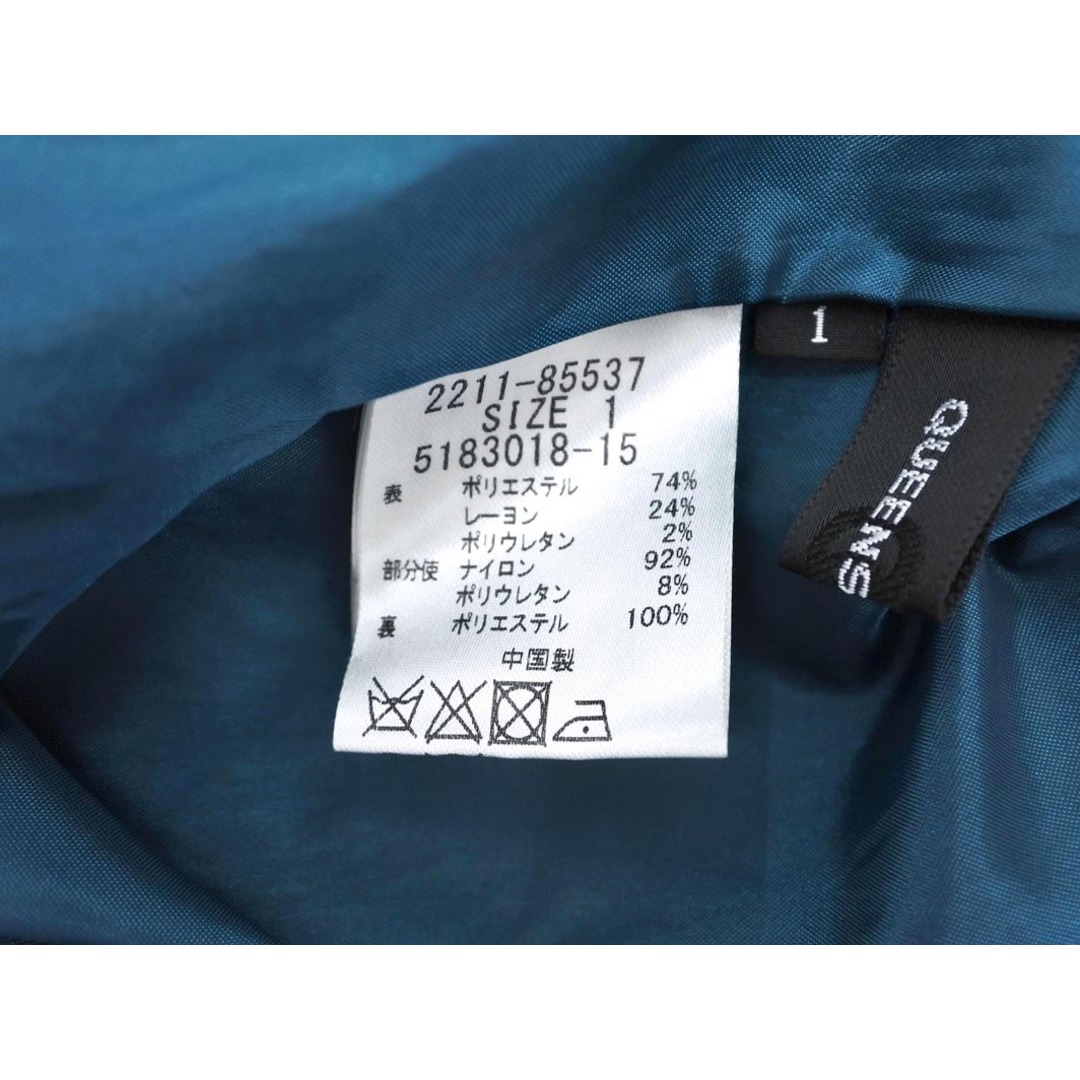 2211-85537
SIZE 1
5183018-15
表 ポリエステル 74%
レーヨン 24%
ポリウレタン 2%
部分使 ナイロン 92%
ポリウレタン 8%
裏 ポリエステル 100%
中国製
1
QUEENS